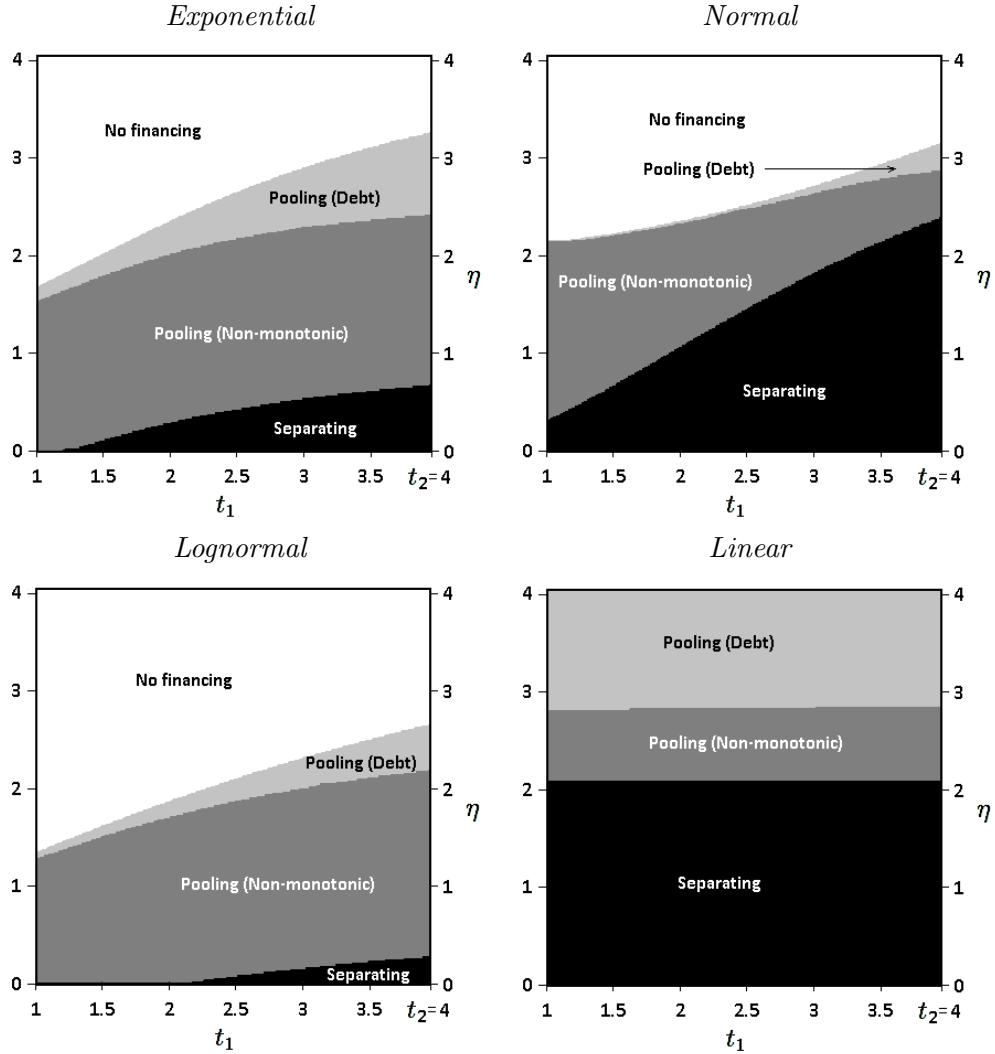 Exponential
4
3
2
1
0
No financing
Pooling (Debt)
Pooling (Non-monotonic)
Separating
4
3
2
1
0
η
1 1.5 2 2.5 3 3.5 t₂=4
t₁
Normal
4
3
2
1
0
No financing
Pooling (Debt)
Pooling (Non-monotonic)
Separating
4
3
2
1
0
η
1 1.5 2 2.5 3 3.5 t₂=4
t₁
Lognormal
4
3
2
1
0
No financing
Pooling (Debt)
Pooling (Non-monotonic)
Separating
4
3
2
1
0
η
1 1.5 2 2.5 3 3.5 t₂=4
t₁
Linear
4
3
2
1
0
Pooling (Debt)
Pooling (Non-monotonic)
Separating
4
3
2
1
0
η
1 1.5 2 2.5 3 3.5 t₂=4
t₁